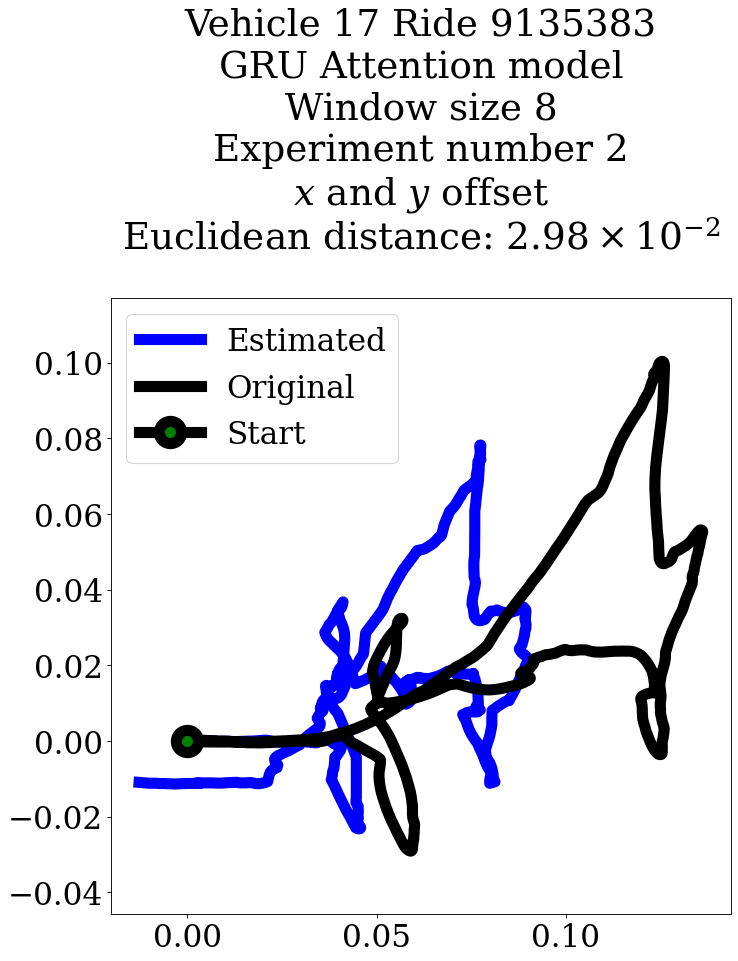 Vehicle 17 Ride 9135383
GRU Attention model
Window size 8
Experiment number 2
x and y offset
Euclidean distance: 2.98 × 10⁻²
Estimated
Original
Start
0.10
0.08
0.06
0.04
0.02
0.00
−0.02
−0.04
0.00 0.05 0.10